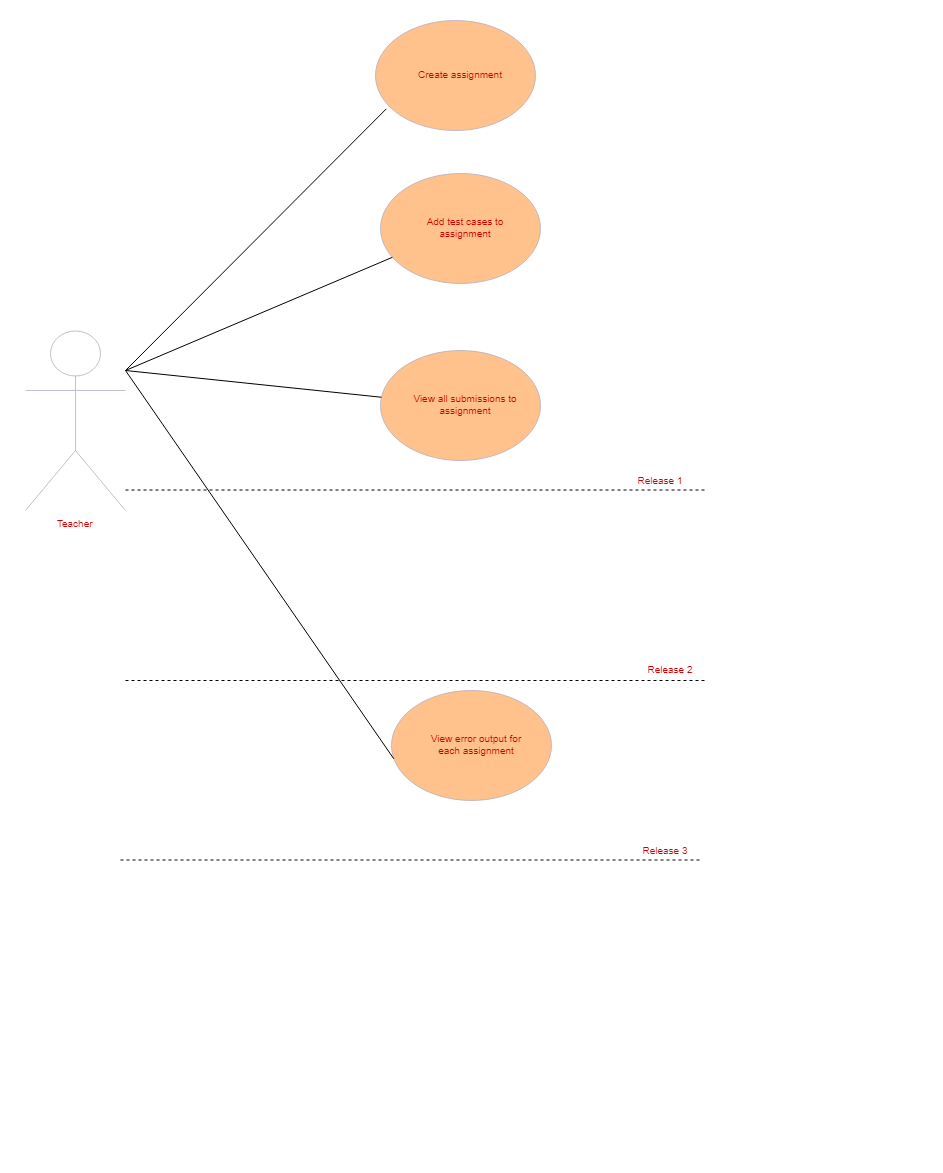 Create assignment
Add test cases to
assignment
View all submissions to
assignment
Release 1
Teacher
Release 2
View error output for
each assignment
Release 3